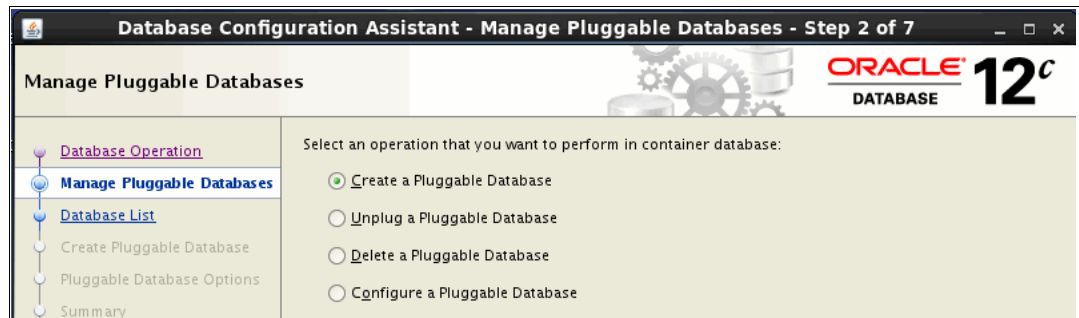 Database Configuration Assistant - Manage Pluggable Databases - Step 2 of 7
Manage Pluggable Databases
ORACLE
DATABASE
12c
Database Operation
Manage Pluggable Databases
Database List
Create Pluggable Database
Pluggable Database Options
Summary
Select an operation that you want to perform in container database:
Create a Pluggable Database
Unplug a Pluggable Database
Delete a Pluggable Database
Configure a Pluggable Database